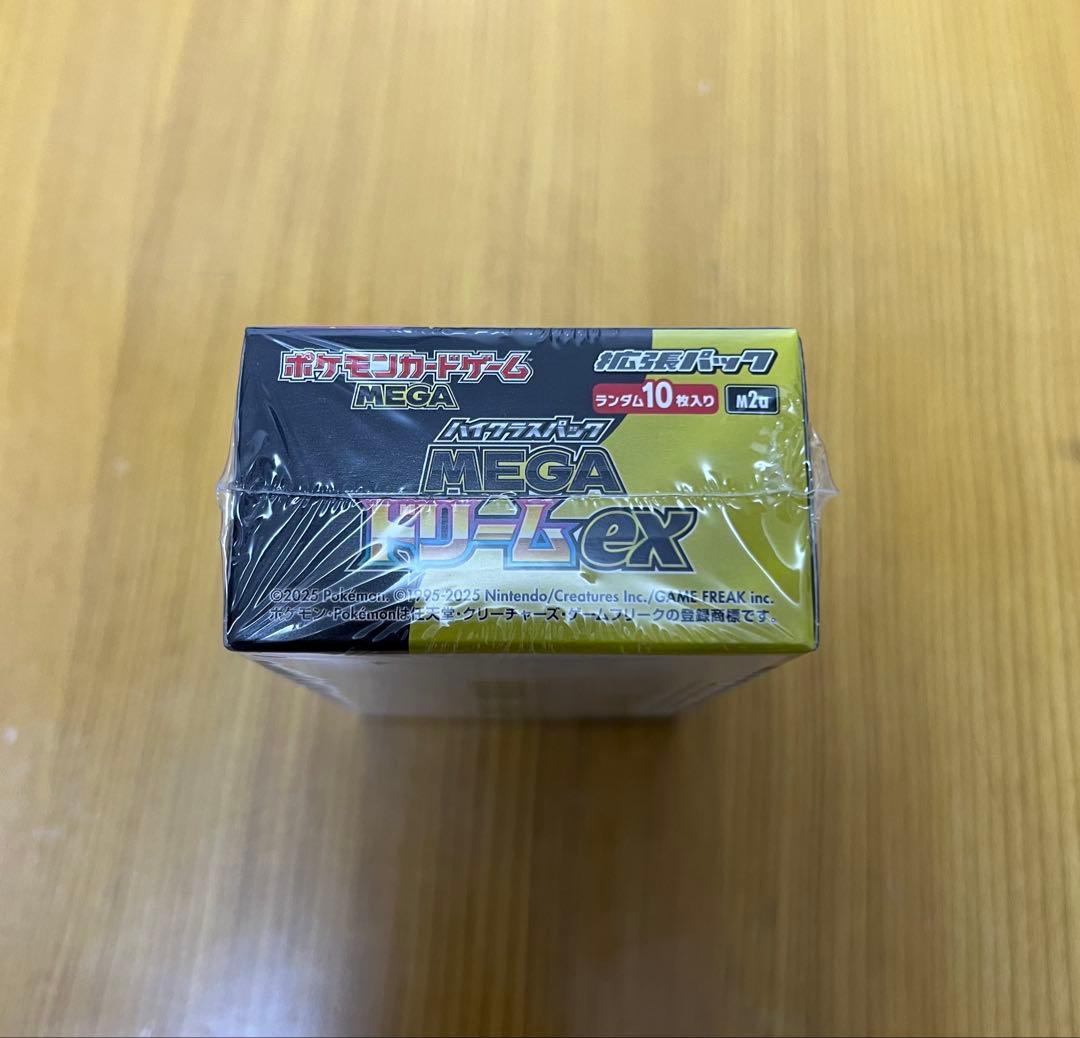 ポケモンカードゲーム
MEGA
拡張パック
ランダム10枚入り M2a
ハイクラスパック
MEGA
ドリームex
©2025 Pokémon. ©1995-2025 Nintendo/Creatures Inc./GAME FREAK inc.
ポケモン・Pokémonは任天堂・クリーチャーズ・ゲームフリークの登録商標です。